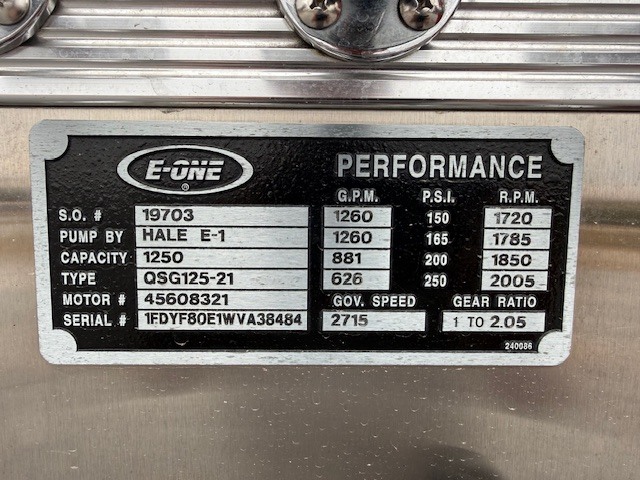 E-ONE
®
PERFORMANCE
G.P.M. P.S.I. R.P.M.
S.O. # 19703 1260 150 1720
PUMP BY HALE E-1 1260 165 1785
CAPACITY 1250 881 200 1850
TYPE QSG125-21 626 250 2005
MOTOR # 45608321 GOV. SPEED GEAR RATIO
SERIAL # 1FDYF80E1WVA38484 2715 1 TO 2.05
240086